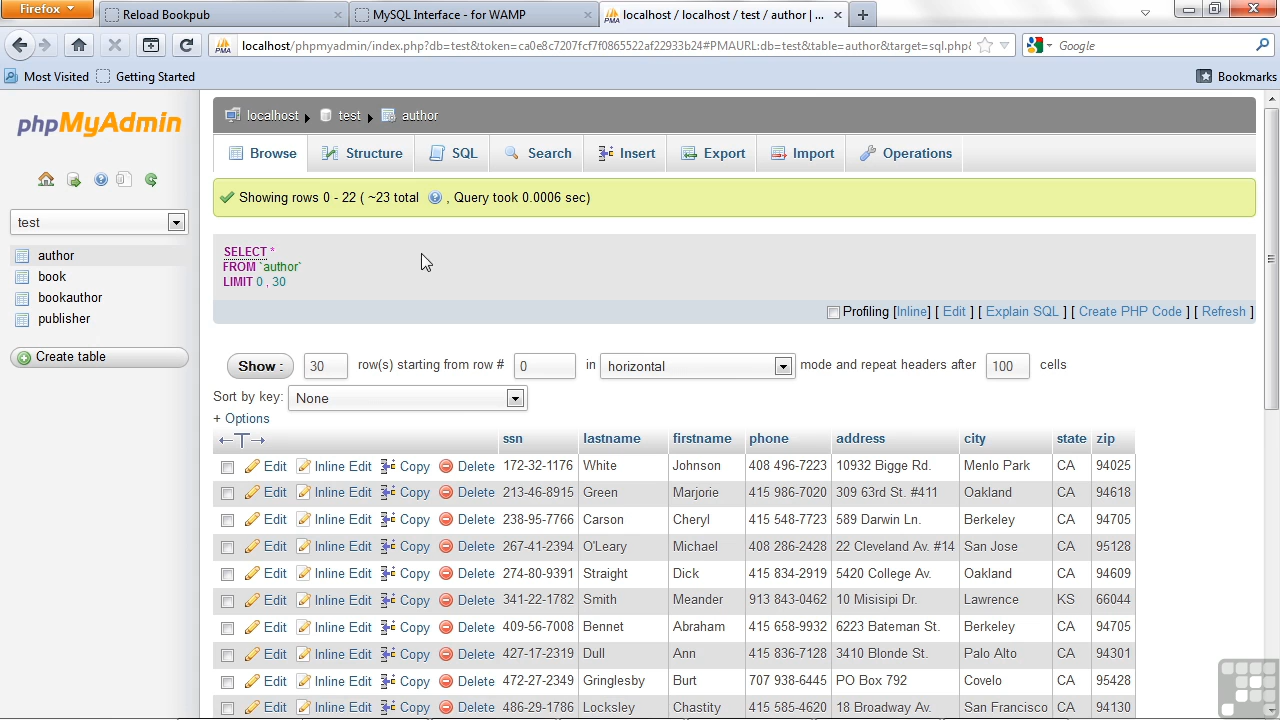 Firefox
Reload Bookpub
MySQL Interface - for WAMP
localhost / localhost / test / author | ...
localhost/phpmyadmin/index.php?db=test&token=ca0e8c7207fcf7f0865522af22933b24#PMAURL:db=test&table=author&target=sql.php&
Google
Most Visited
Getting Started
Bookmarks
phpMyAdmin
test
author
book
bookauthor
publisher
Create table
localhost ▸ test ▸ author
Browse Structure SQL Search Insert Export Import Operations
Showing rows 0 - 22 ( ~23 total , Query took 0.0006 sec)
SELECT *
FROM `author`
LIMIT 0 , 30
Profiling [Inline] [ Edit ] [ Explain SQL ] [ Create PHP Code ] [ Refresh ]
Show : 30 row(s) starting from row # 0 in horizontal mode and repeat headers after 100 cells
Sort by key: None
+ Options
←T→ ssn lastname firstname phone address city state zip
Edit Inline Edit Copy Delete 172-32-1176 White Johnson 408 496-7223 10932 Bigge Rd. Menlo Park CA 94025
Edit Inline Edit Copy Delete 213-46-8915 Green Marjorie 415 986-7020 309 63rd St. #411 Oakland CA 94618
Edit Inline Edit Copy Delete 238-95-7766 Carson Cheryl 415 548-7723 589 Darwin Ln. Berkeley CA 94705
Edit Inline Edit Copy Delete 267-41-2394 O'Leary Michael 408 286-2428 22 Cleveland Av. #14 San Jose CA 95128
Edit Inline Edit Copy Delete 274-80-9391 Straight Dick 415 834-2919 5420 College Av. Oakland CA 94609
Edit Inline Edit Copy Delete 341-22-1782 Smith Meander 913 843-0462 10 Misisipi Dr. Lawrence KS 66044
Edit Inline Edit Copy Delete 409-56-7008 Bennet Abraham 415 658-9932 6223 Bateman St. Berkeley CA 94705
Edit Inline Edit Copy Delete 427-17-2319 Dull Ann 415 836-7128 3410 Blonde St. Palo Alto CA 94301
Edit Inline Edit Copy Delete 472-27-2349 Gringlesby Burt 707 938-6445 PO Box 792 Covelo CA 95428
Edit Inline Edit Copy Delete 486-29-1786 Locksley Chastity 415 585-4620 18 Broadway Av. San Francisco CA 94130